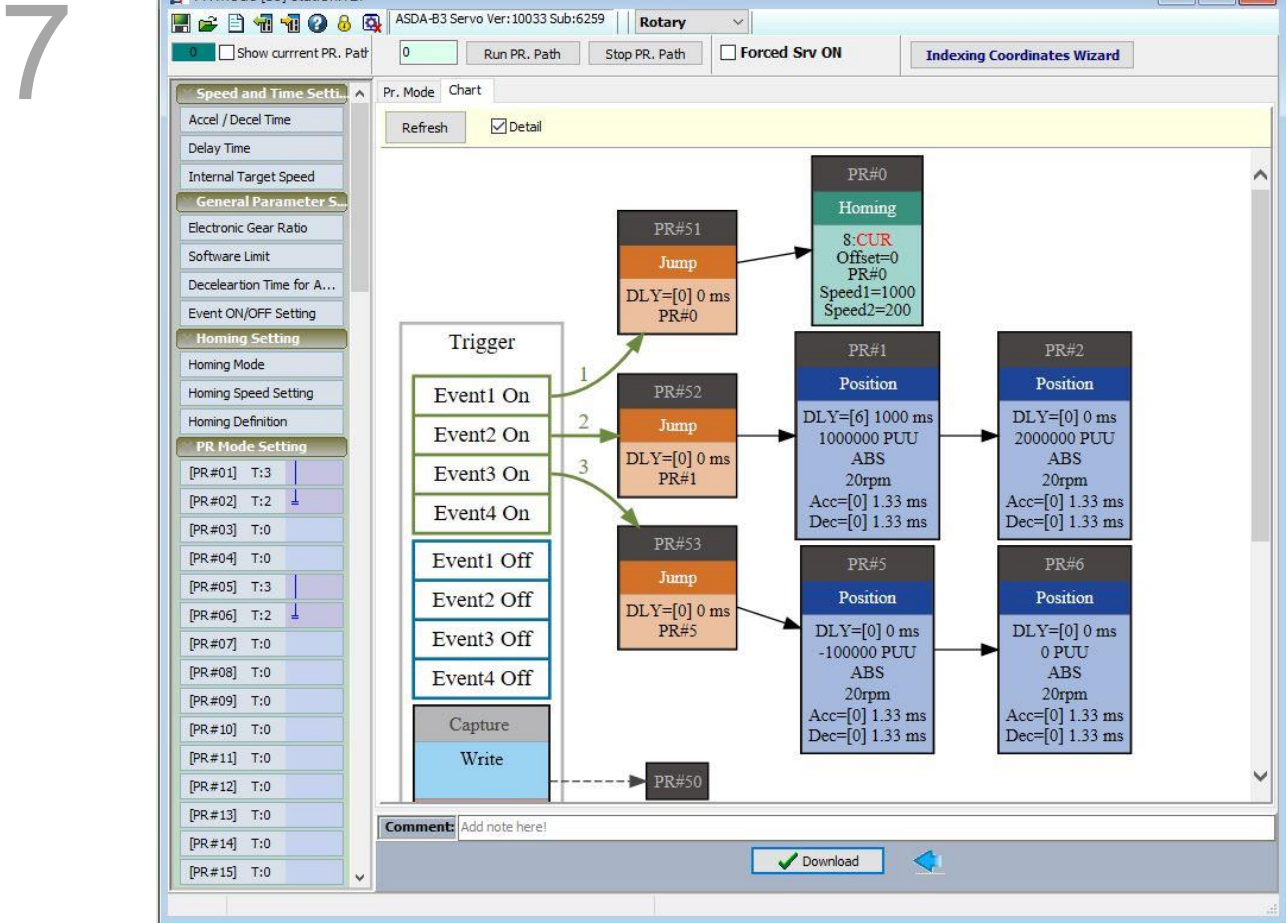 7
ASDA-B3 Servo Ver:10033 Sub:6259
Rotary
0
Show currrent PR. Path
0
Run PR. Path
Stop PR. Path
Forced Srv ON
Indexing Coordinates Wizard
Speed and Time Setti...
Accel / Decel Time
Delay Time
Internal Target Speed
General Parameter S...
Electronic Gear Ratio
Software Limit
Deceleartion Time for A...
Event ON/OFF Setting
Homing Setting
Homing Mode
Homing Speed Setting
Homing Definition
PR Mode Setting
[PR#01] T:3
[PR#02] T:2
[PR#03] T:0
[PR#04] T:0
[PR#05] T:3
[PR#06] T:2
[PR#07] T:0
[PR#08] T:0
[PR#09] T:0
[PR#10] T:0
[PR#11] T:0
[PR#12] T:0
[PR#13] T:0
[PR#14] T:0
[PR#15] T:0
Pr. Mode
Chart
Refresh
Detail
Trigger
Event1 On
Event2 On
Event3 On
Event4 On
Event1 Off
Event2 Off
Event3 Off
Event4 Off
Capture
Write
1
2
3
PR#51
Jump
DLY=[0] 0 ms
PR#0
PR#0
Homing
8:CUR
Offset=0
PR#0
Speed1=1000
Speed2=200
PR#52
Jump
DLY=[0] 0 ms
PR#1
PR#1
Position
DLY=[6] 1000 ms
1000000 PUU
ABS
20rpm
Acc=[0] 1.33 ms
Dec=[0] 1.33 ms
PR#2
Position
DLY=[0] 0 ms
2000000 PUU
ABS
20rpm
Acc=[0] 1.33 ms
Dec=[0] 1.33 ms
PR#53
Jump
DLY=[0] 0 ms
PR#5
PR#5
Position
DLY=[0] 0 ms
-100000 PUU
ABS
20rpm
Acc=[0] 1.33 ms
Dec=[0] 1.33 ms
PR#6
Position
DLY=[0] 0 ms
0 PUU
ABS
20rpm
Acc=[0] 1.33 ms
Dec=[0] 1.33 ms
PR#50
Comment:
Add note here!
Download